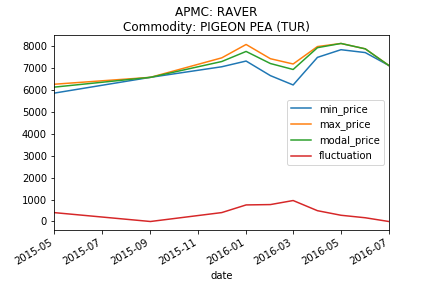 APMC: RAVER
Commodity: PIGEON PEA (TUR)
8000
7000
6000
5000
4000
3000
2000
1000
0
min_price
max_price
modal_price
fluctuation
2015-05
2015-07
2015-09
2015-11
2016-01
2016-03
2016-05
2016-07
date